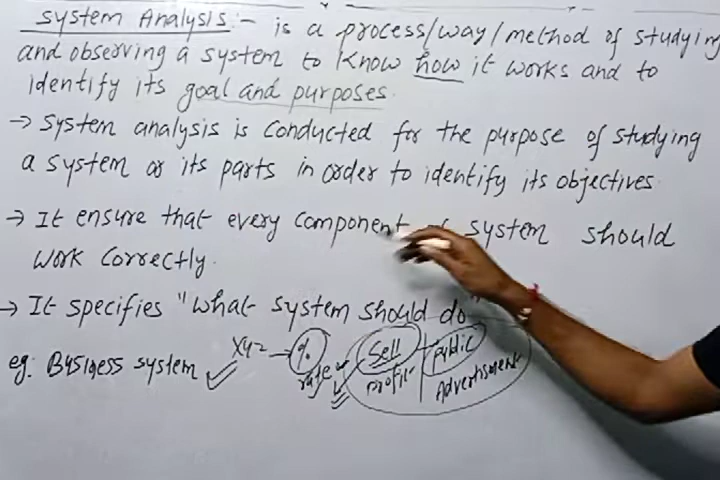 System Analysis :- is a process/way/method of studying
and observing a system to know how it works and to
identify its goal and purposes.
→ System analysis is conducted for the purpose of studying
a system or its parts in order to identify its objectives.
→ It ensure that every component system should
work correctly.
→ It specifies "what system should do"
eg: Business system xyz → % rate Sell profit public Advertisment